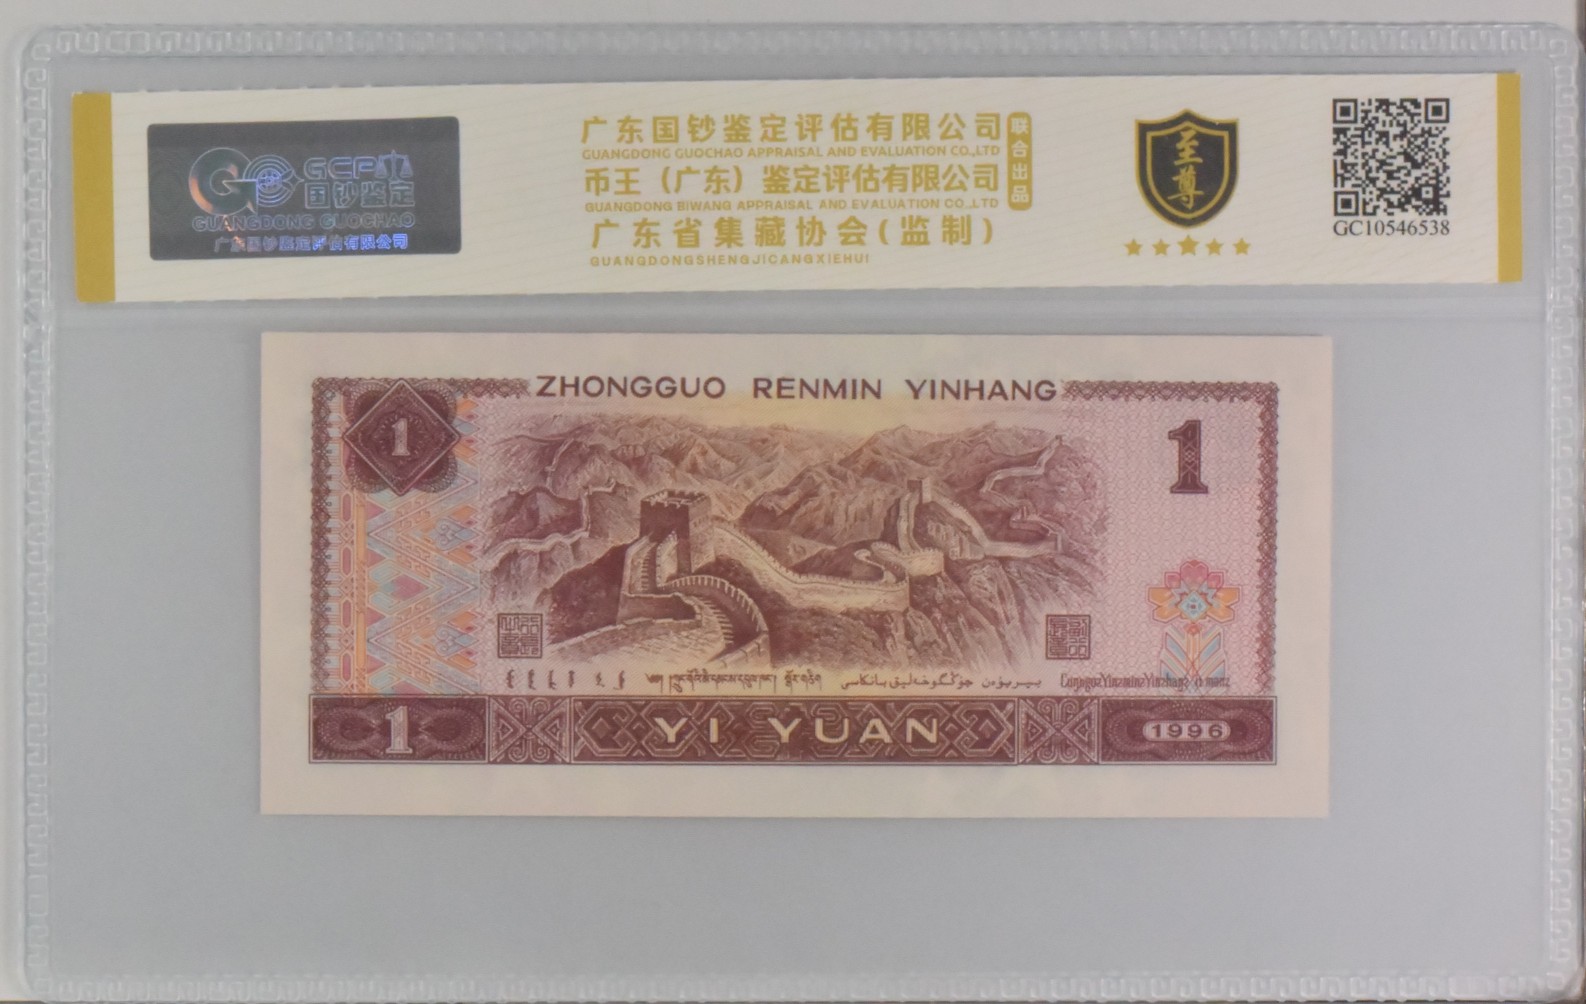 GCP
国钞鉴定
GUANGDONG GUOCHAO
广东国钞鉴定评估有限公司
广东国钞鉴定评估有限公司
GUANGDONG GUOCHAO APPRAISAL AND EVALUATION CO.,LTD
币王（广东）鉴定评估有限公司
GUANGDONG BIWANG APPRAISAL AND EVALUATION CO.,LTD
联合出品
广东省集藏协会(监制)
GUANGDONGSHENGJICANGXIEHUI
至尊
GC10546538
ZHONGGUO RENMIN YINHANG
1
1
1
YI YUAN
1996